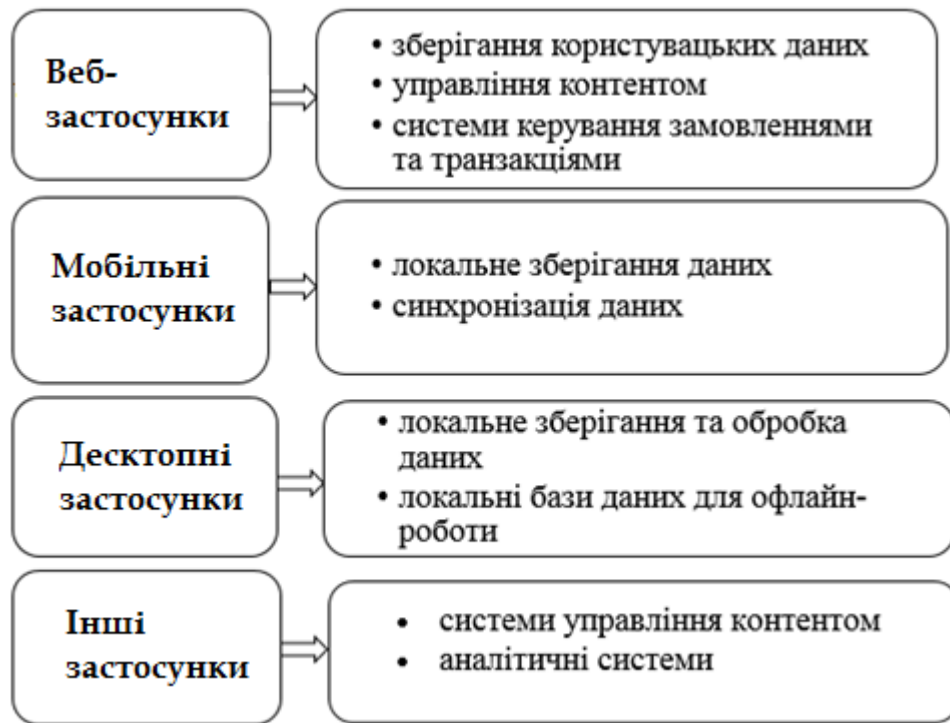 Веб-
застосунки
• зберігання користувацьких даних
• управління контентом
• системи керування замовленнями
та транзакціями
Мобільні
застосунки
• локальне зберігання даних
• синхронізація даних
Десктопні
застосунки
• локальне зберігання та обробка
даних
• локальні бази даних для офлайн-
роботи
Інші
застосунки
• системи управління контентом
• аналітичні системи